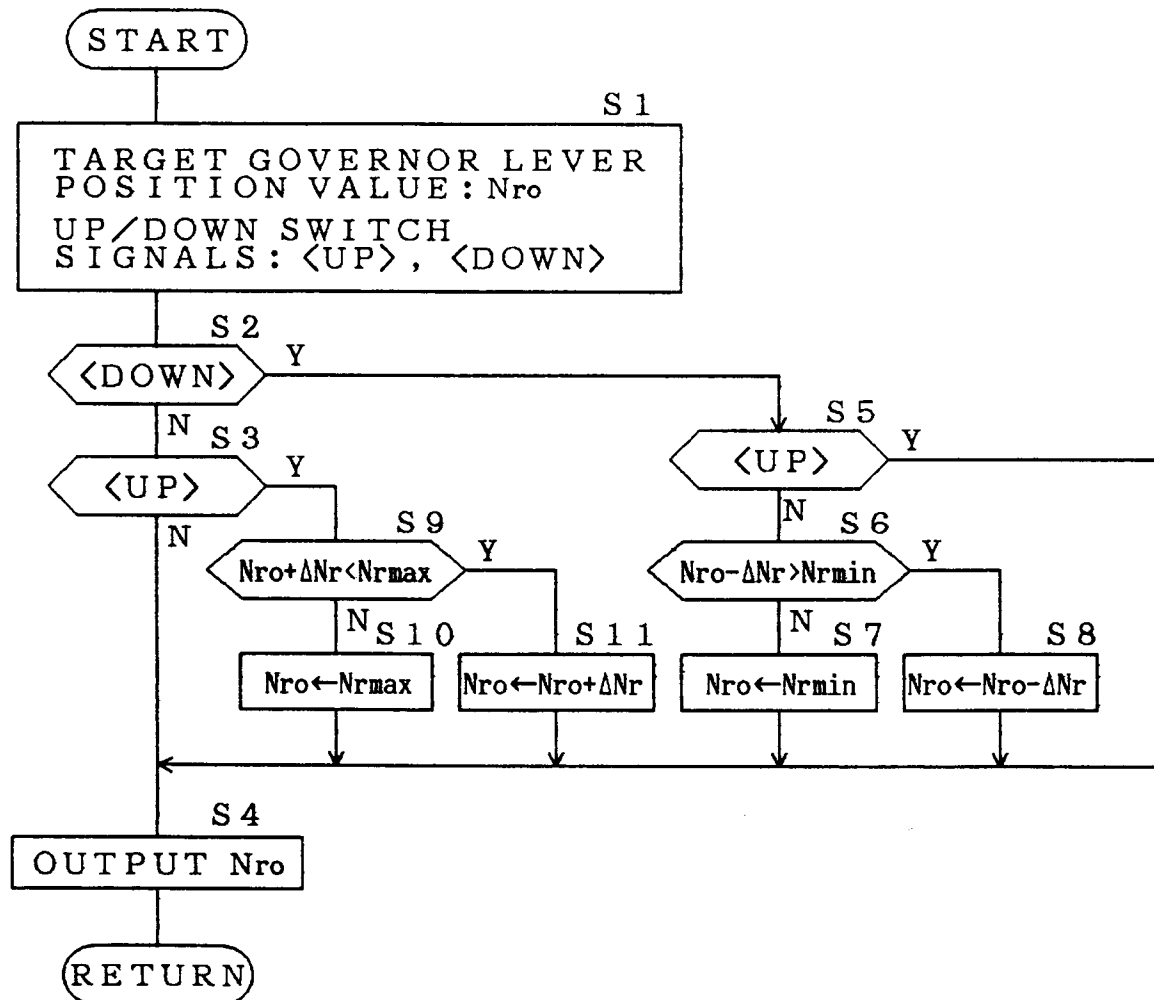 START
S1
TARGET GOVERNOR LEVER
POSITION VALUE: Nro
UP/DOWN SWITCH
SIGNALS: <UP>, <DOWN>
S2
<DOWN>
Y
N
S3
<UP>
Y
N
S5
<UP>
Y
N
S9
Nro+ΔNr<Nrmax
Y
N
S6
Nro-ΔNr>Nrmin
Y
N
S10
Nro←Nrmax
S11
Nro←Nro+ΔNr
S7
Nro←Nrmin
S8
Nro←Nro-ΔNr
S4
OUTPUT Nro
RETURN